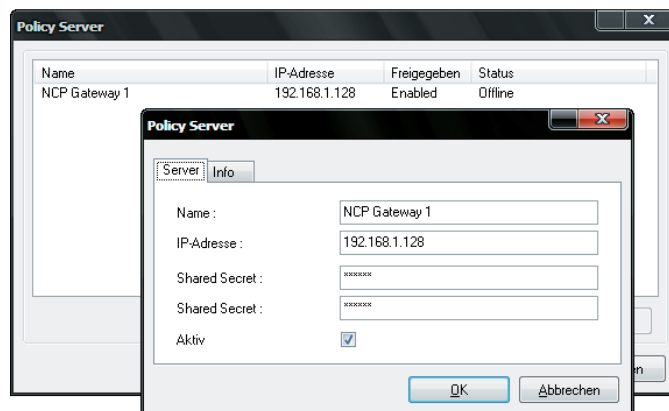 Policy Server
Name IP-Adresse Freigegeben Status
NCP Gateway 1 192.168.1.128 Enabled Offline
Policy Server
Server Info
Name : NCP Gateway 1
IP-Adresse : 192.168.1.128
Shared Secret : ******
Shared Secret : ******
Aktiv
OK Abbrechen